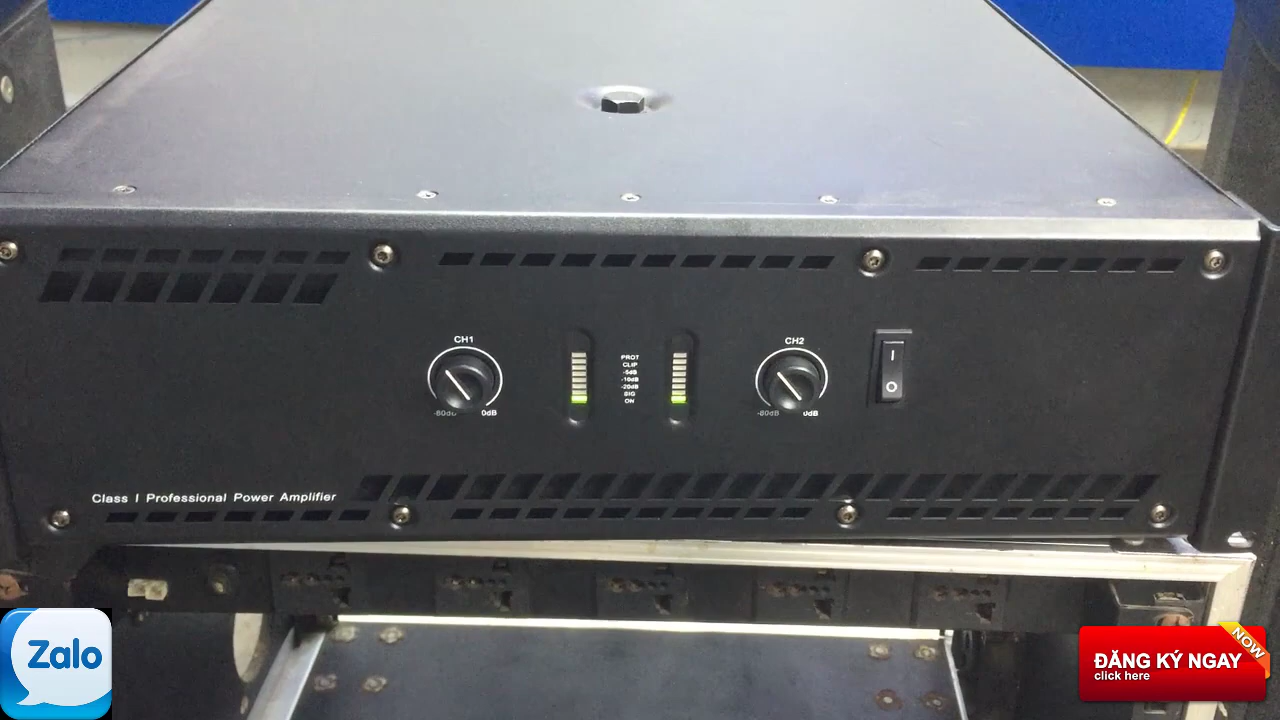 CH1
-80dB
0dB
PROT
CLIP
-5dB
-10dB
-20dB
SIG
ON
CH2
-80dB
0dB
I
O
Class I Professional Power Amplifier
Zalo
ĐĂNG KÝ NGAY
click here
NOW